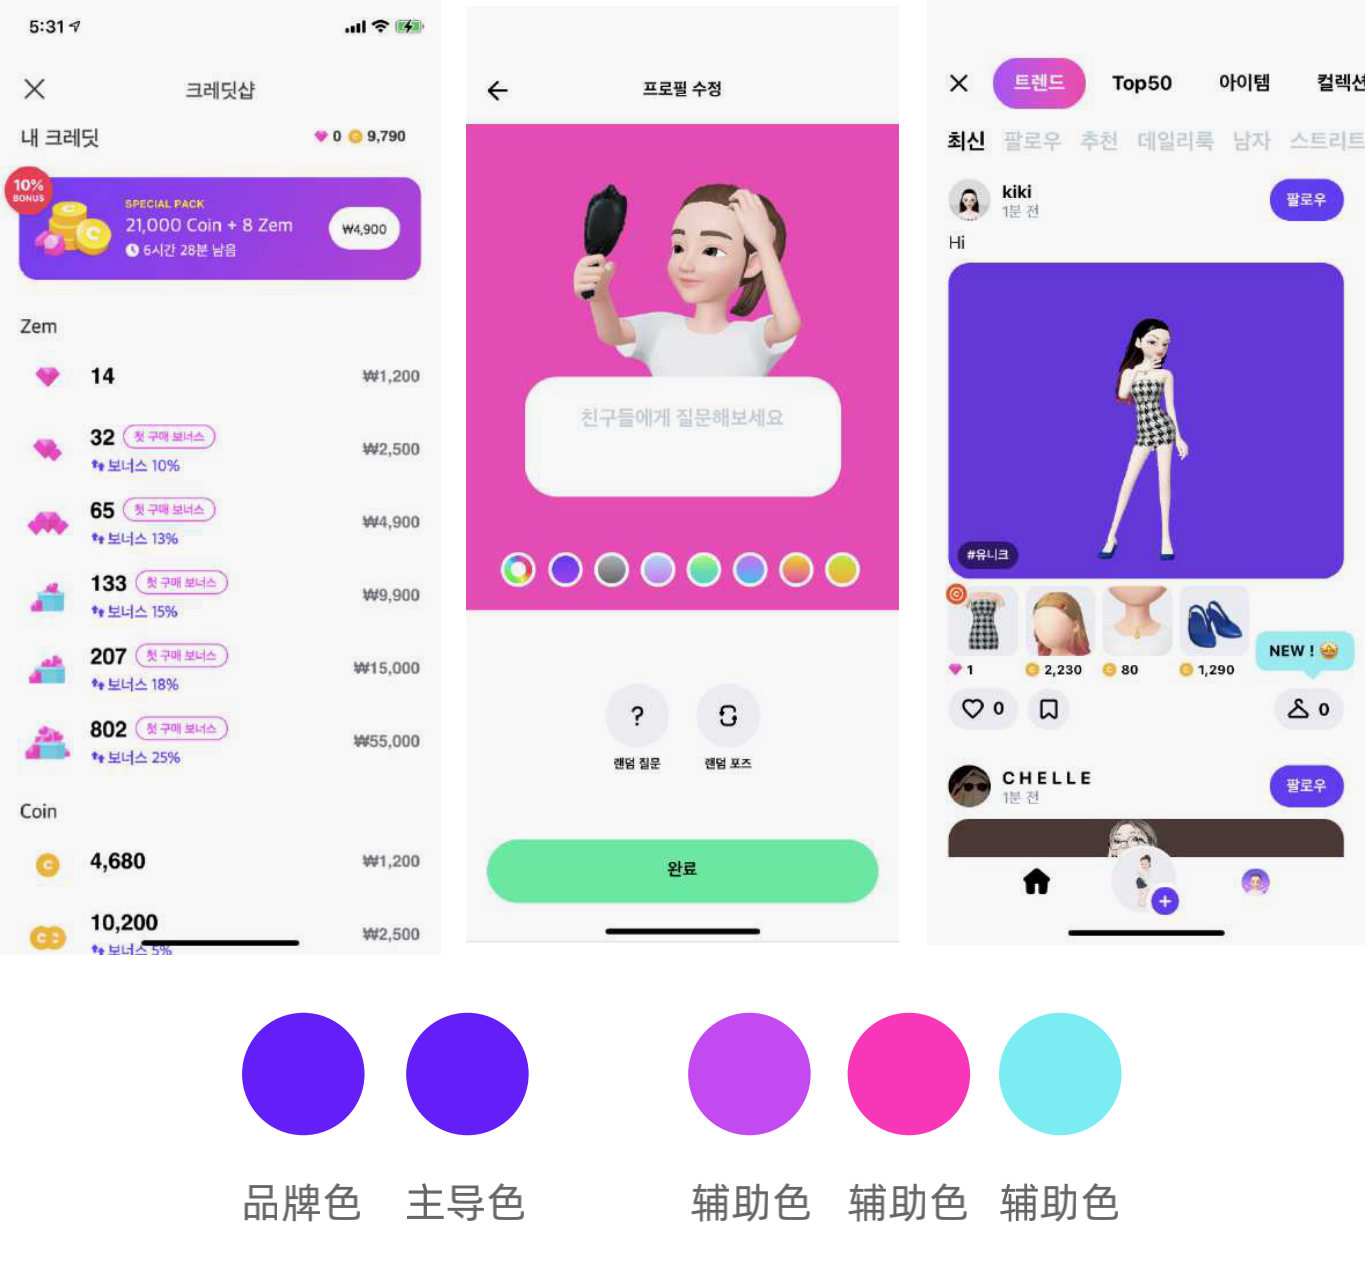 5:31
크레딧샵
내 크레딧
0 9,790
10%
BONUS
SPECIAL PACK
21,000 Coin + 8 Zem
6시간 28분 남음
₩4,900
Zem
14
₩1,200
32 첫 구매 보너스
보너스 10%
₩2,500
65 첫 구매 보너스
보너스 13%
₩4,900
133 첫 구매 보너스
보너스 15%
₩9,900
207 첫 구매 보너스
보너스 18%
₩15,000
802 첫 구매 보너스
보너스 25%
₩55,000
Coin
4,680
₩1,200
10,200
보너스 5%
₩2,500
프로필 수정
친구들에게 질문해보세요
?
랜덤 질문
랜덤 포즈
완료
트렌드 Top50 아이템 컬렉션
최신 팔로우 추천 데일리룩 남자 스트리트
kiki
1분 전
팔로우
Hi
#유니크
1 2,230 80 1,290
NEW !
0
0
CHELLE
1분 전
팔로우
品牌色 主导色 辅助色 辅助色 辅助色